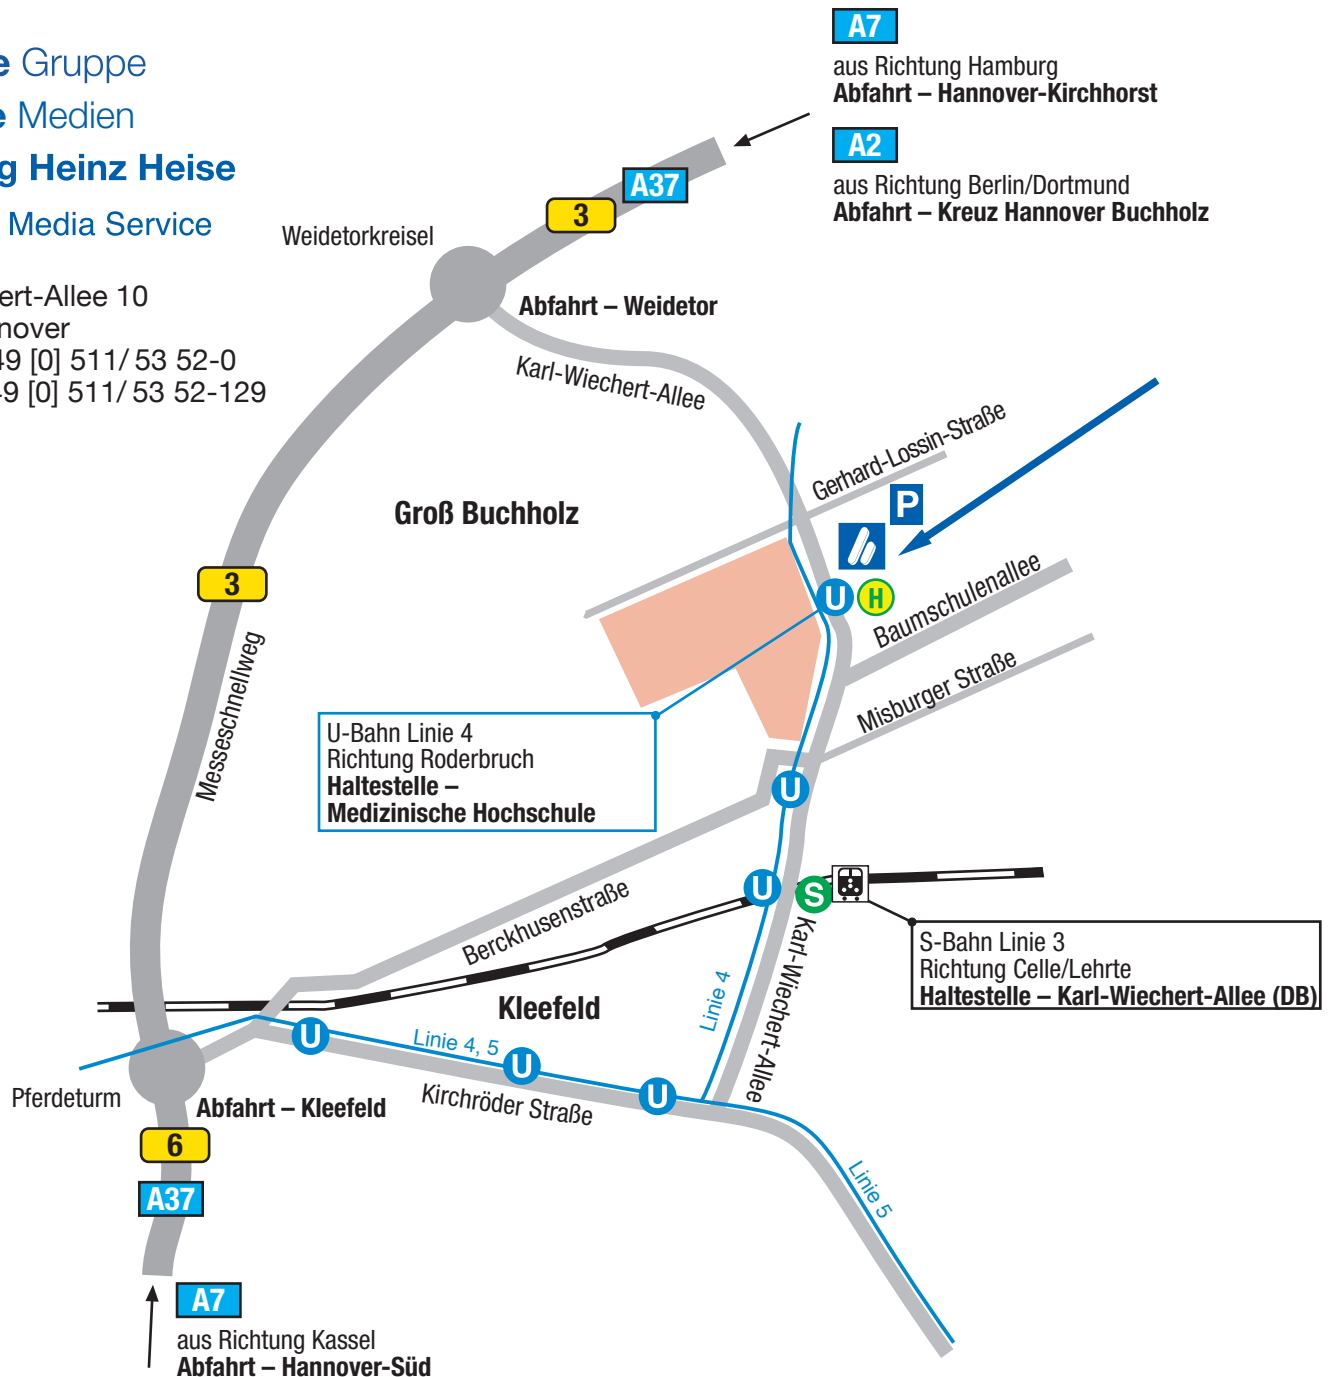 e Gruppe
e Medien
g Heinz Heise
Media Service
ert-Allee 10
nover
49 [0] 511/ 53 52-0
49 [0] 511/ 53 52-129
A7
aus Richtung Hamburg
Abfahrt – Hannover-Kirchhorst
A2
aus Richtung Berlin/Dortmund
Abfahrt – Kreuz Hannover Buchholz
A37
3
Weidetorkreisel
Abfahrt – Weidetor
Karl-Wiechert-Allee
Gerhard-Lossin-Straße
P
Groß Buchholz
U
H
Baumschulenallee
3
Messeschnellweg
Misburger Straße
U-Bahn Linie 4
Richtung Roderbruch
Haltestelle –
Medizinische Hochschule
U
U
S
Berckhusenstraße
Karl-Wiechert-Allee
S-Bahn Linie 3
Richtung Celle/Lehrte
Haltestelle – Karl-Wiechert-Allee (DB)
Kleefeld
Linie 4
U
Linie 4, 5
U
U
Kirchröder Straße
Pferdeturm
Abfahrt – Kleefeld
6
A37
Linie 5
A7
aus Richtung Kassel
Abfahrt – Hannover-Süd